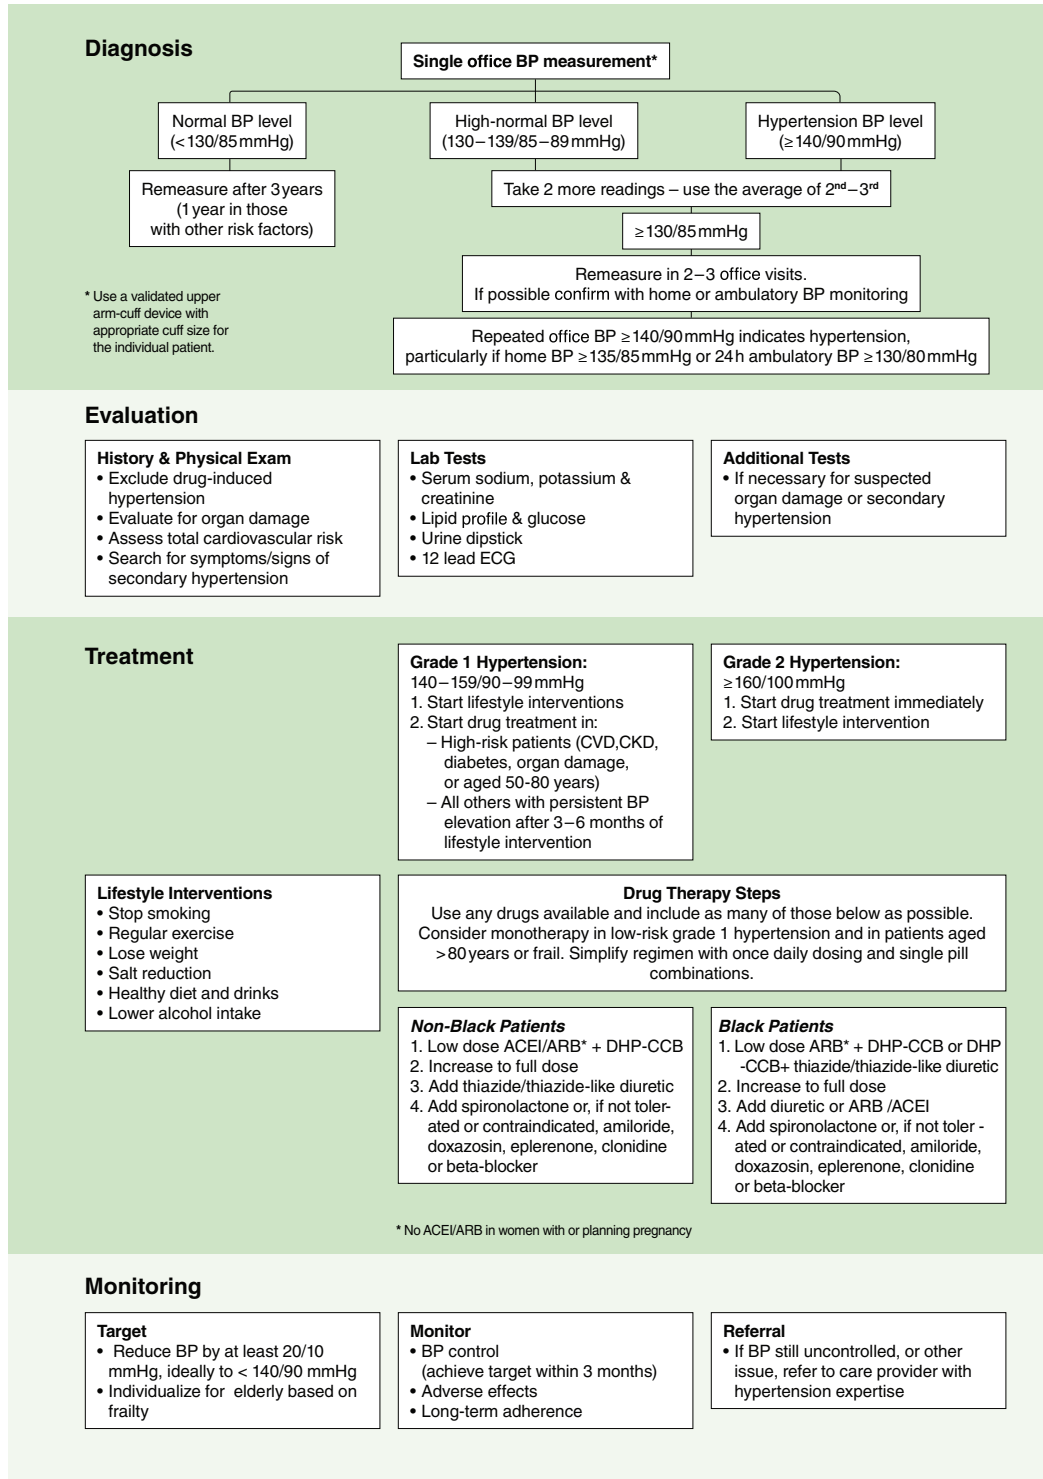 Diagnosis
Single office BP measurement*
Normal BP level
(<130/85 mmHg)
High-normal BP level
(130–139/85–89 mmHg)
Hypertension BP level
(≥140/90 mmHg)
Remeasure after 3 years
(1 year in those
with other risk factors)
Take 2 more readings – use the average of 2nd–3rd
≥130/85 mmHg
Remeasure in 2–3 office visits.
If possible confirm with home or ambulatory BP monitoring
* Use a validated upper
arm-cuff device with
appropriate cuff size for
the individual patient.
Repeated office BP ≥140/90 mmHg indicates hypertension,
particularly if home BP ≥135/85 mmHg or 24 h ambulatory BP ≥130/80 mmHg
Evaluation
History & Physical Exam
• Exclude drug-induced
hypertension
• Evaluate for organ damage
• Assess total cardiovascular risk
• Search for symptoms/signs of
secondary hypertension
Lab Tests
• Serum sodium, potassium &
creatinine
• Lipid profile & glucose
• Urine dipstick
• 12 lead ECG
Additional Tests
• If necessary for suspected
organ damage or secondary
hypertension
Treatment
Grade 1 Hypertension:
140–159/90–99 mmHg
1. Start lifestyle interventions
2. Start drug treatment in:
– High-risk patients (CVD,CKD,
diabetes, organ damage,
or aged 50-80 years)
– All others with persistent BP
elevation after 3–6 months of
lifestyle intervention
Grade 2 Hypertension:
≥160/100 mmHg
1. Start drug treatment immediately
2. Start lifestyle intervention
Lifestyle Interventions
• Stop smoking
• Regular exercise
• Lose weight
• Salt reduction
• Healthy diet and drinks
• Lower alcohol intake
Drug Therapy Steps
Use any drugs available and include as many of those below as possible.
Consider monotherapy in low-risk grade 1 hypertension and in patients aged
>80 years or frail. Simplify regimen with once daily dosing and single pill
combinations.
Non-Black Patients
1. Low dose ACEI/ARB* + DHP-CCB
2. Increase to full dose
3. Add thiazide/thiazide-like diuretic
4. Add spironolactone or, if not toler-
ated or contraindicated, amiloride,
doxazosin, eplerenone, clonidine
or beta-blocker
Black Patients
1. Low dose ARB* + DHP-CCB or DHP
-CCB+ thiazide/thiazide-like diuretic
2. Increase to full dose
3. Add diuretic or ARB /ACEI
4. Add spironolactone or, if not toler -
ated or contraindicated, amiloride,
doxazosin, eplerenone, clonidine
or beta-blocker
* No ACEI/ARB in women with or planning pregnancy
Monitoring
Target
• Reduce BP by at least 20/10
mmHg, ideally to < 140/90 mmHg
• Individualize for elderly based on
frailty
Monitor
• BP control
(achieve target within 3 months)
• Adverse effects
• Long-term adherence
Referral
• If BP still uncontrolled, or other
issue, refer to care provider with
hypertension expertise